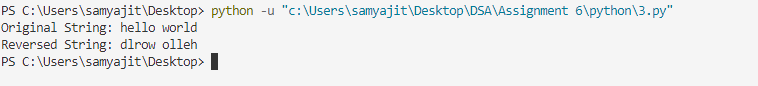 PS C:\Users\samyajit\Desktop> python -u "c:\Users\samyajit\Desktop\DSA\Assignment 6\python\3.py"
Original String: hello world
Reversed String: dlrow olleh
PS C:\Users\samyajit\Desktop>